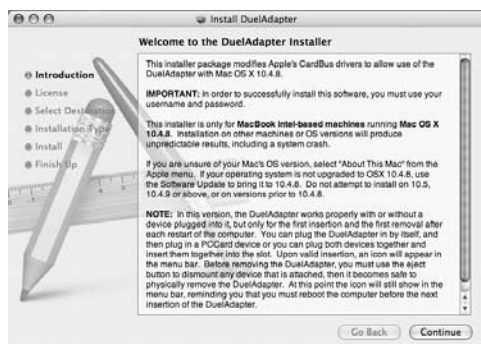 Install DuelAdapter
Welcome to the DuelAdapter Installer
Introduction
License
Select Destination
Installation Type
Install
Finish Up
This installer package modifies Apple's CardBus drivers to allow use of the
DuelAdapter with Mac OS X 10.4.8.
IMPORTANT: In order to successfully install this software, you must use your
username and password.
This installer is only for MacBook Intel-based machines running Mac OS X
10.4.8. Installation on other machines or OS versions will produce
unpredictable results, including a system crash.
If you are unsure of your Mac's OS version, select "About This Mac" from the
Apple menu. If your operating system is not upgraded to OSX 10.4.8, use
the Software Update to bring it to 10.4.8. Do not attempt to install on 10.5,
10.4.9 or above, or on versions prior to 10.4.8.
NOTE: In this version, the DuelAdapter works properly with or without a
device plugged into it, but only for the first insertion and the first removal after
each restart of the computer. You can plug the DuelAdapter in by itself, and
then plug in a PCCard device or you can plug both devices together and
insert them together into the slot. Upon valid insertion, an icon will appear in
the menu bar. Before removing the DuelAdapter, you must use the eject
button to dismount any device that is attached, then it becomes safe to
physically remove the DuelAdapter. At this point the icon will still show in the
menu bar, reminding you that you must reboot the computer before the next
insertion of the DuelAdapter.
Go Back
Continue